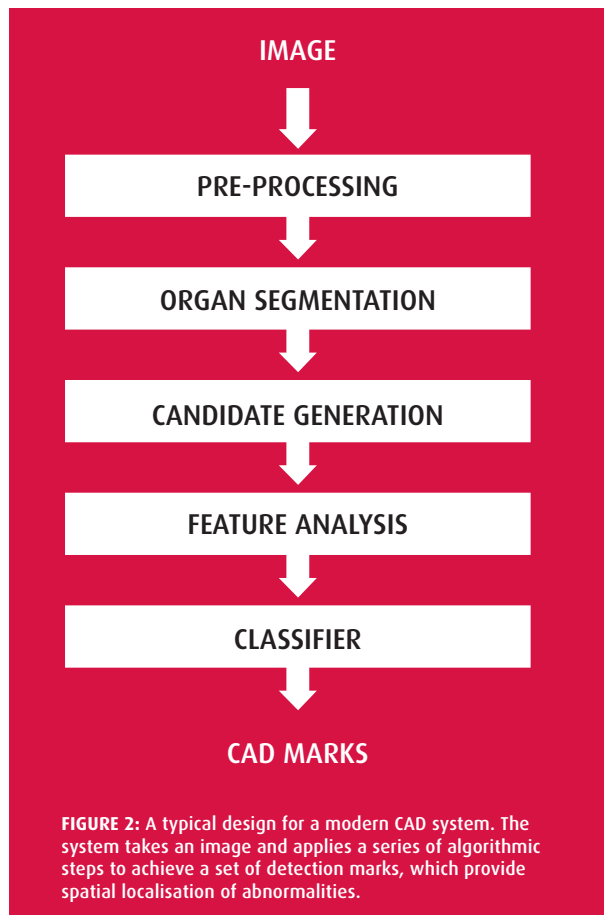 IMAGE
PRE-PROCESSING
ORGAN SEGMENTATION
CANDIDATE GENERATION
FEATURE ANALYSIS
CLASSIFIER
CAD MARKS
FIGURE 2: A typical design for a modern CAD system. The
system takes an image and applies a series of algorithmic
steps to achieve a set of detection marks, which provide
spatial localisation of abnormalities.